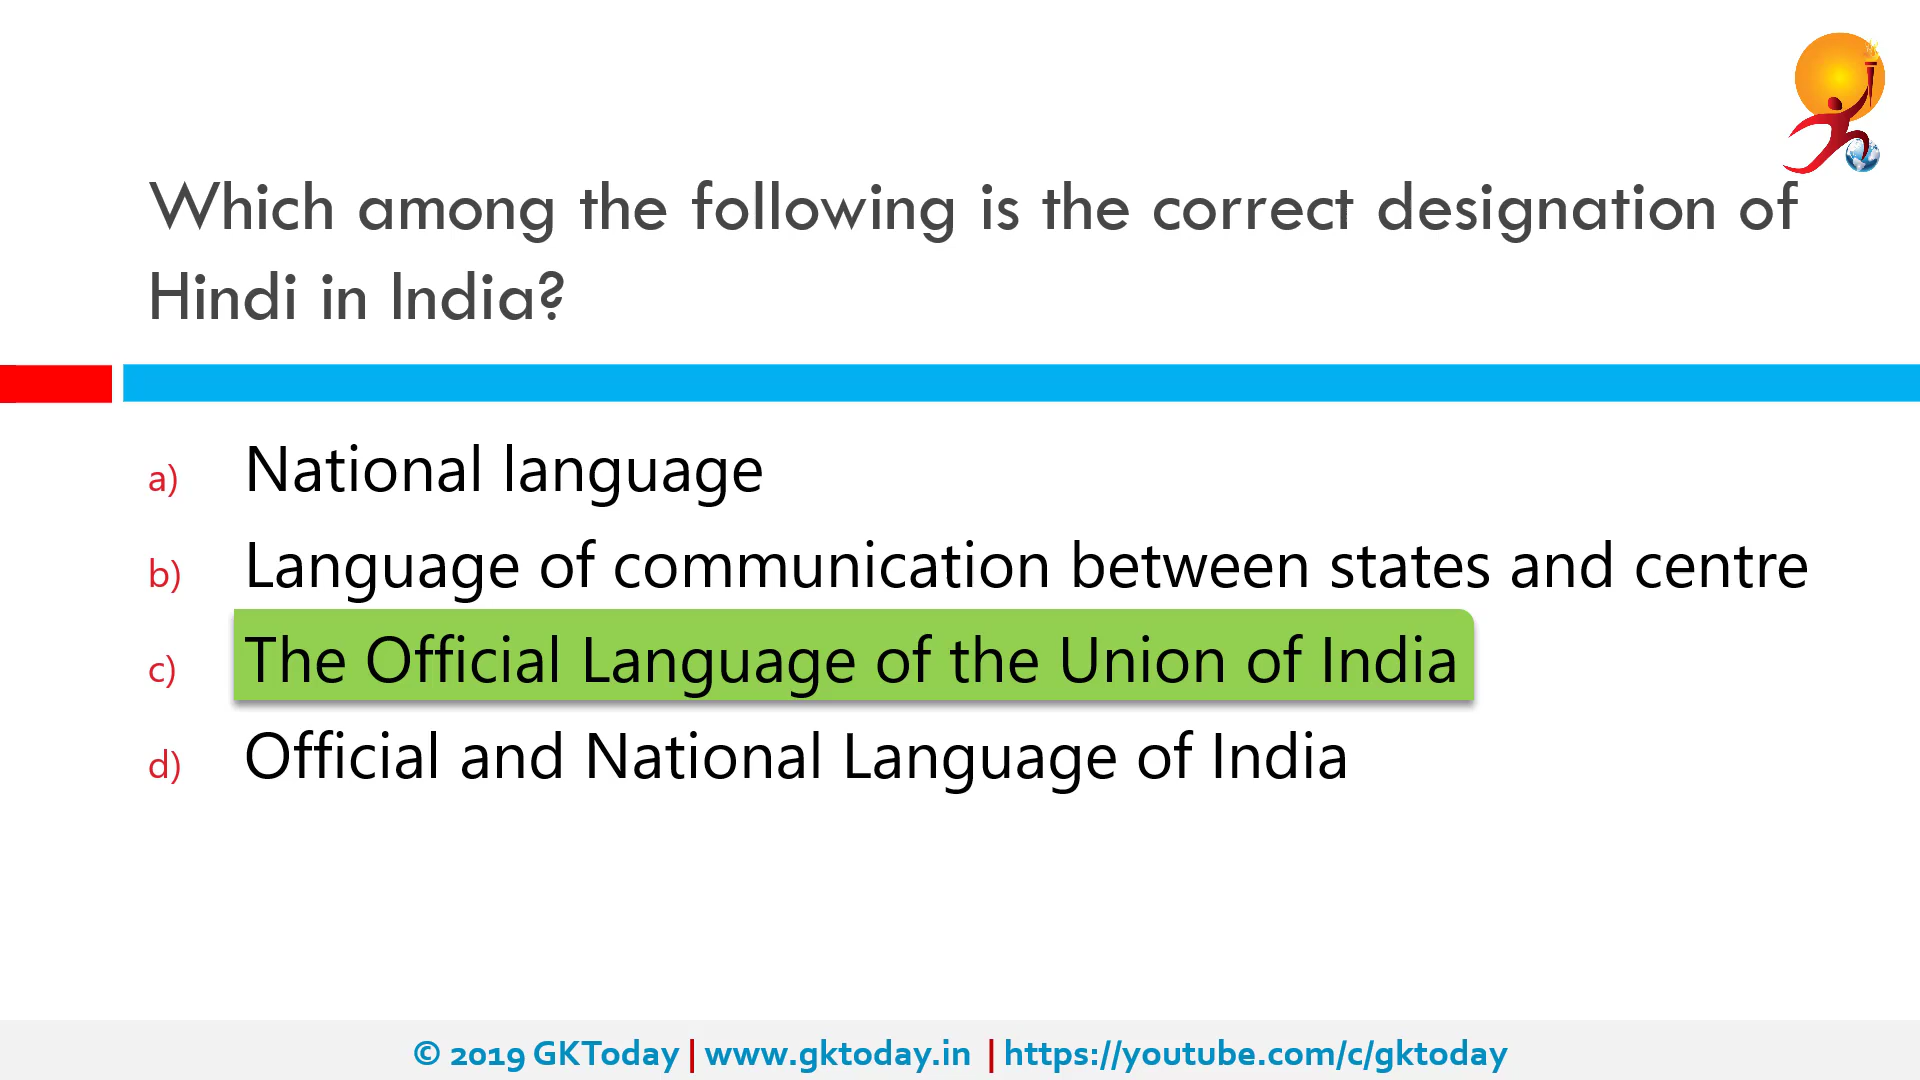 Which among the following is the correct designation of
Hindi in India?
a) National language
b) Language of communication between states and centre
c) The Official Language of the Union of India
d) Official and National Language of India
© 2019 GKToday | www.gktoday.in | https://youtube.com/c/gktoday